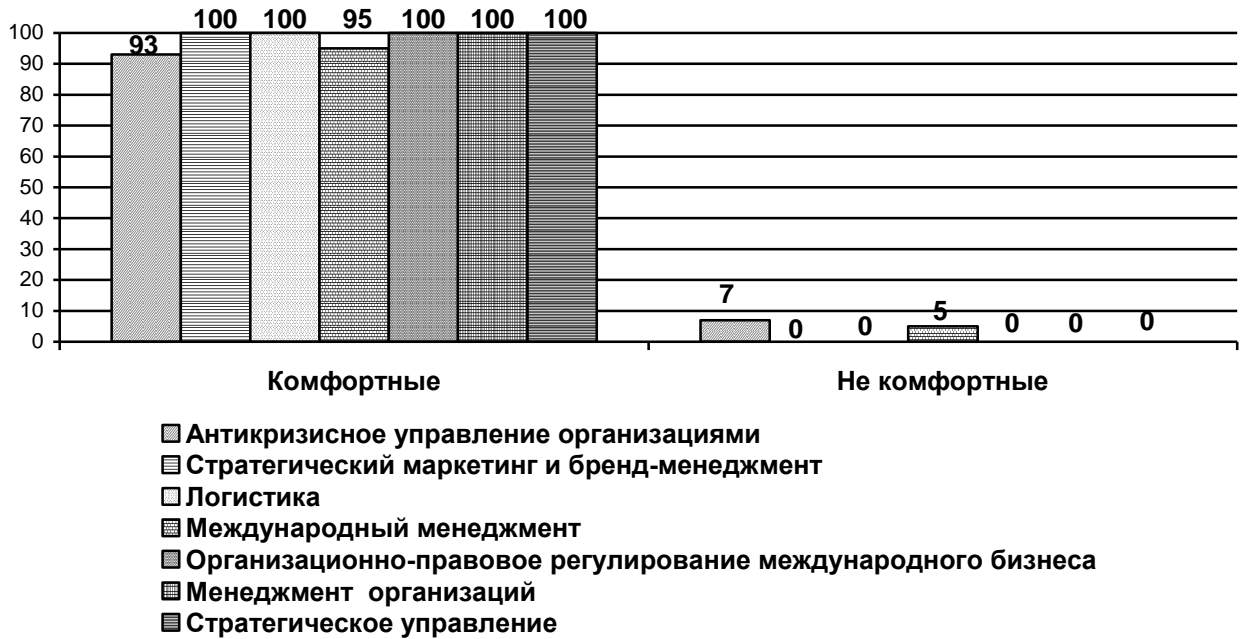 100 100 95 100 100 100
93
100
90
80
70
60
50
40
30
20
10
0
7 0 0 5 0 0 0
Комфортные Не комфортные
Антикризисное управление организациями
Стратегический маркетинг и бренд-менеджмент
Логистика
Международный менеджмент
Организационно-правовое регулирование международного бизнеса
Менеджмент организаций
Стратегическое управление